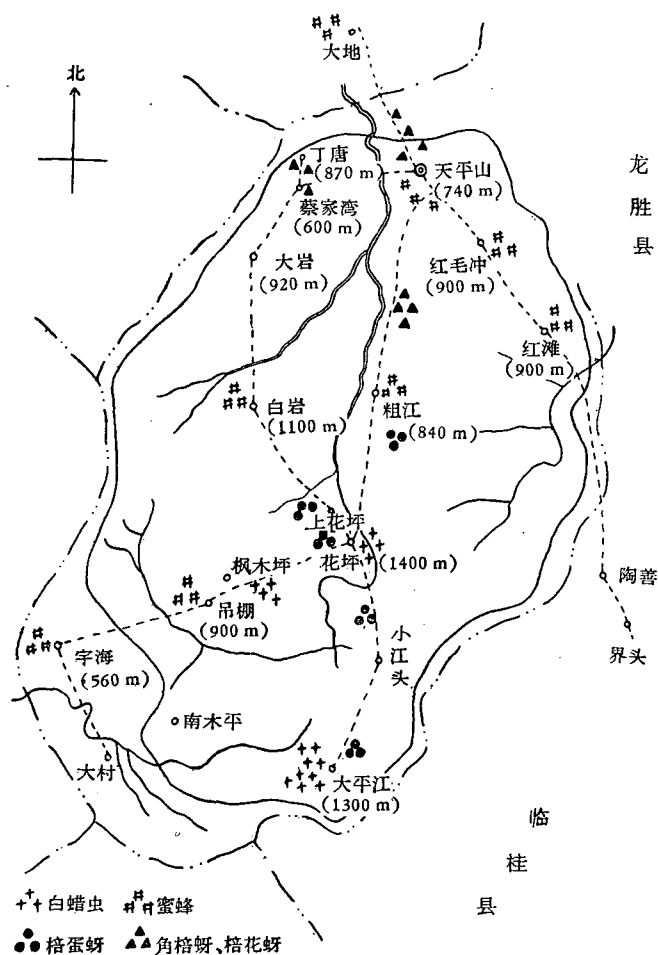 大地
北
丁唐
(870 m)
天平山
(740 m)
龙
胜
县
蔡家湾
(600 m)
大岩
(920 m)
红毛冲
(900 m)
红滩
(900 m)
白岩
(1100 m)
粗江
(840 m)
上花坪
花坪
(1400 m)
枫木坪
吊棚
(900 m)
陶善
小江头
界头
宇海
(560 m)
南木平
大村
大平江
(1300 m)
临
桂
县
白蜡虫
蜜蜂
棓蛋蚜
角棓蚜、棓花蚜